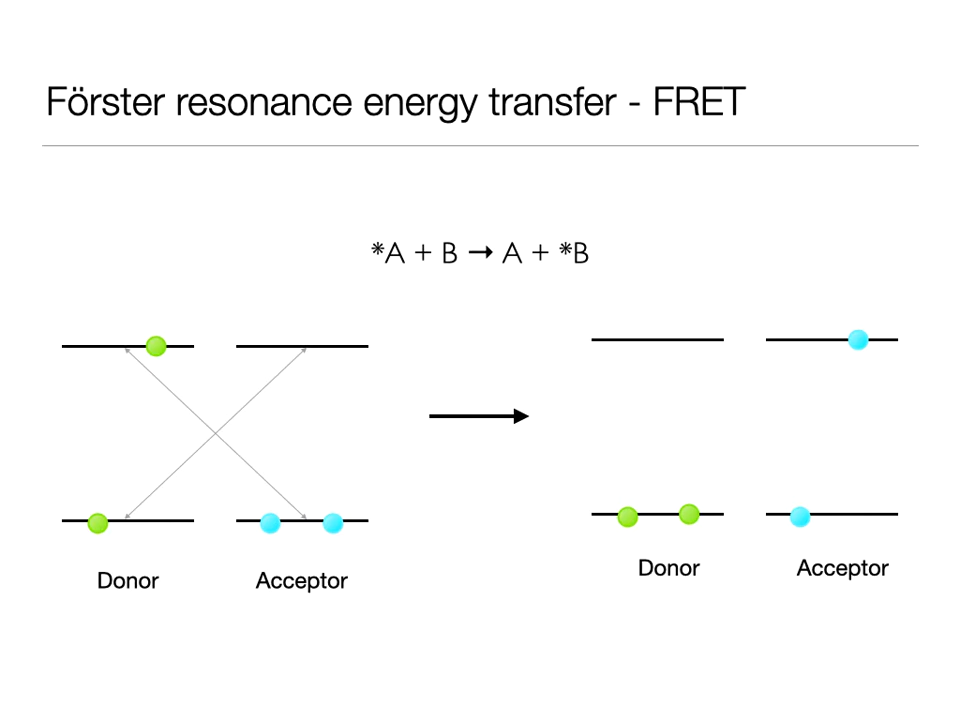 Förster resonance energy transfer - FRET
*A + B → A + *B
Donor
Acceptor
Donor
Acceptor